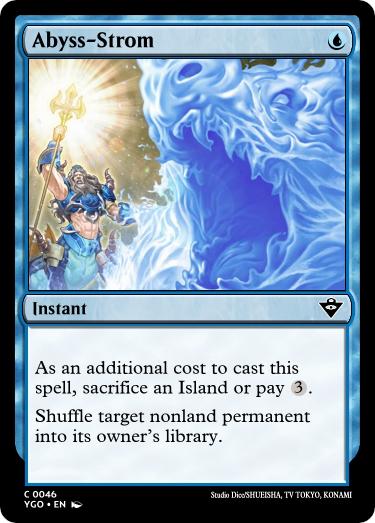 Abyss-Strom
Instant
As an additional cost to cast this
spell, sacrifice an Island or pay 3.
Shuffle target nonland permanent
into its owner's library.
C 0046
YGO • EN
Studio Dice/SHUEISHA, TV TOKYO, KONAMI